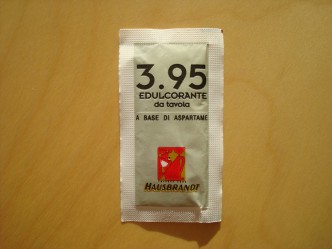 3.95
EDULCORANTE
da tavola
A BASE DI ASPARTAME
HAUSBRANDT